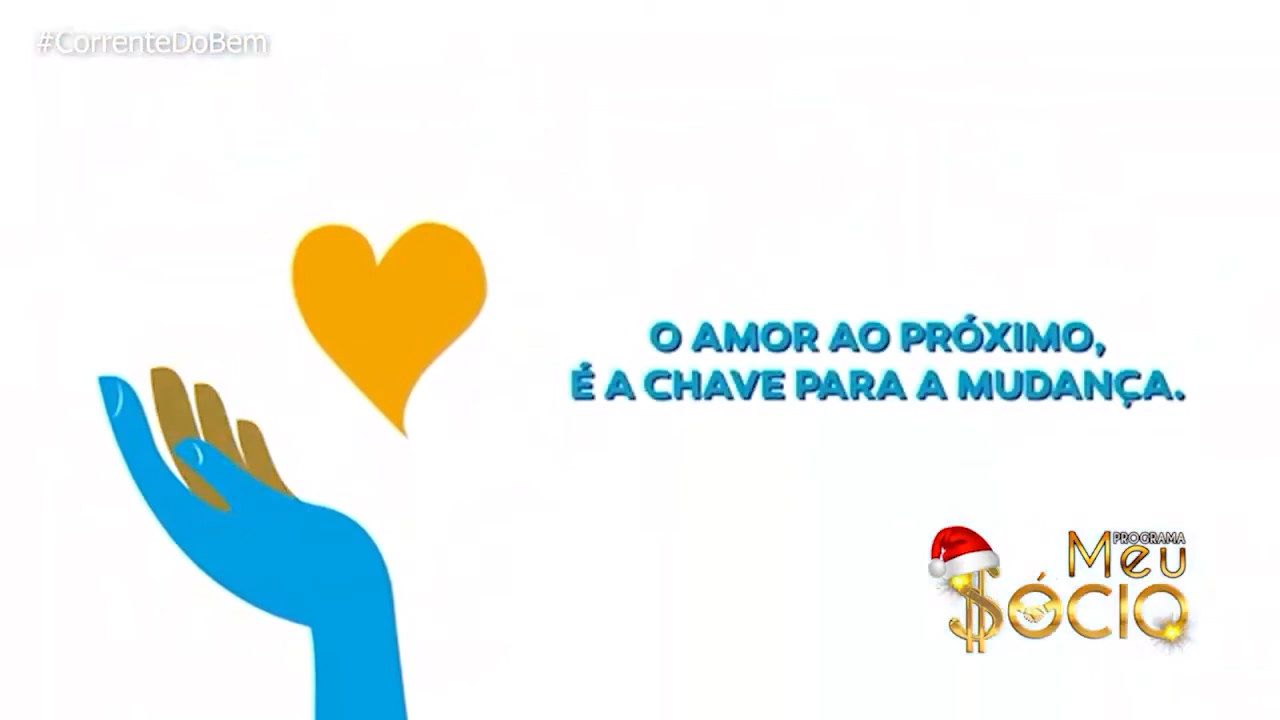 #CorrenteDoBem
O AMOR AO PRÓXIMO,
É A CHAVE PARA A MUDANÇA.
PROGRAMA
Meu
$ÓCIO